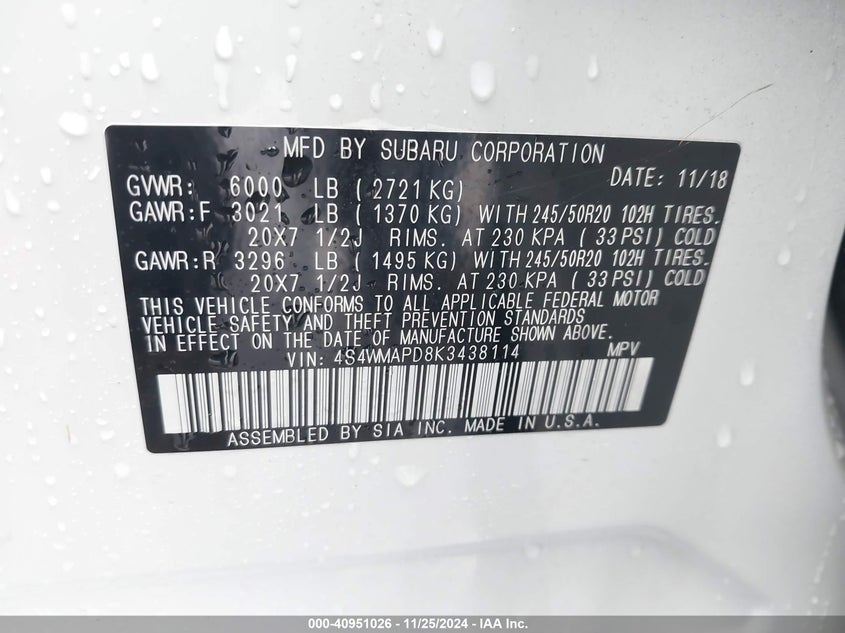 MFD BY SUBARU CORPORATION
DATE: 11/18
GVWR: 6000 LB ( 2721 KG)
GAWR:F 3021 LB ( 1370 KG) WITH 245/50R20 102H TIRES.
20X7 1/2J RIMS. AT 230 KPA ( 33 PSI) COLD
GAWR:R 3296 LB ( 1495 KG) WITH 245/50R20 102H TIRES.
20X7 1/2J RIMS. AT 230 KPA ( 33 PSI) COLD
THIS VEHICLE CONFORMS TO ALL APPLICABLE FEDERAL MOTOR
VEHICLE SAFETY AND THEFT PREVENTION STANDARDS
IN EFFECT ON THE DATE OF MANUFACTURE SHOWN ABOVE.
VIN: 4S4WMAPD8K3438114 MPV
ASSEMBLED BY SIA INC. MADE IN U.S.A.
000-40951026 - 11/25/2024 - IAA Inc.